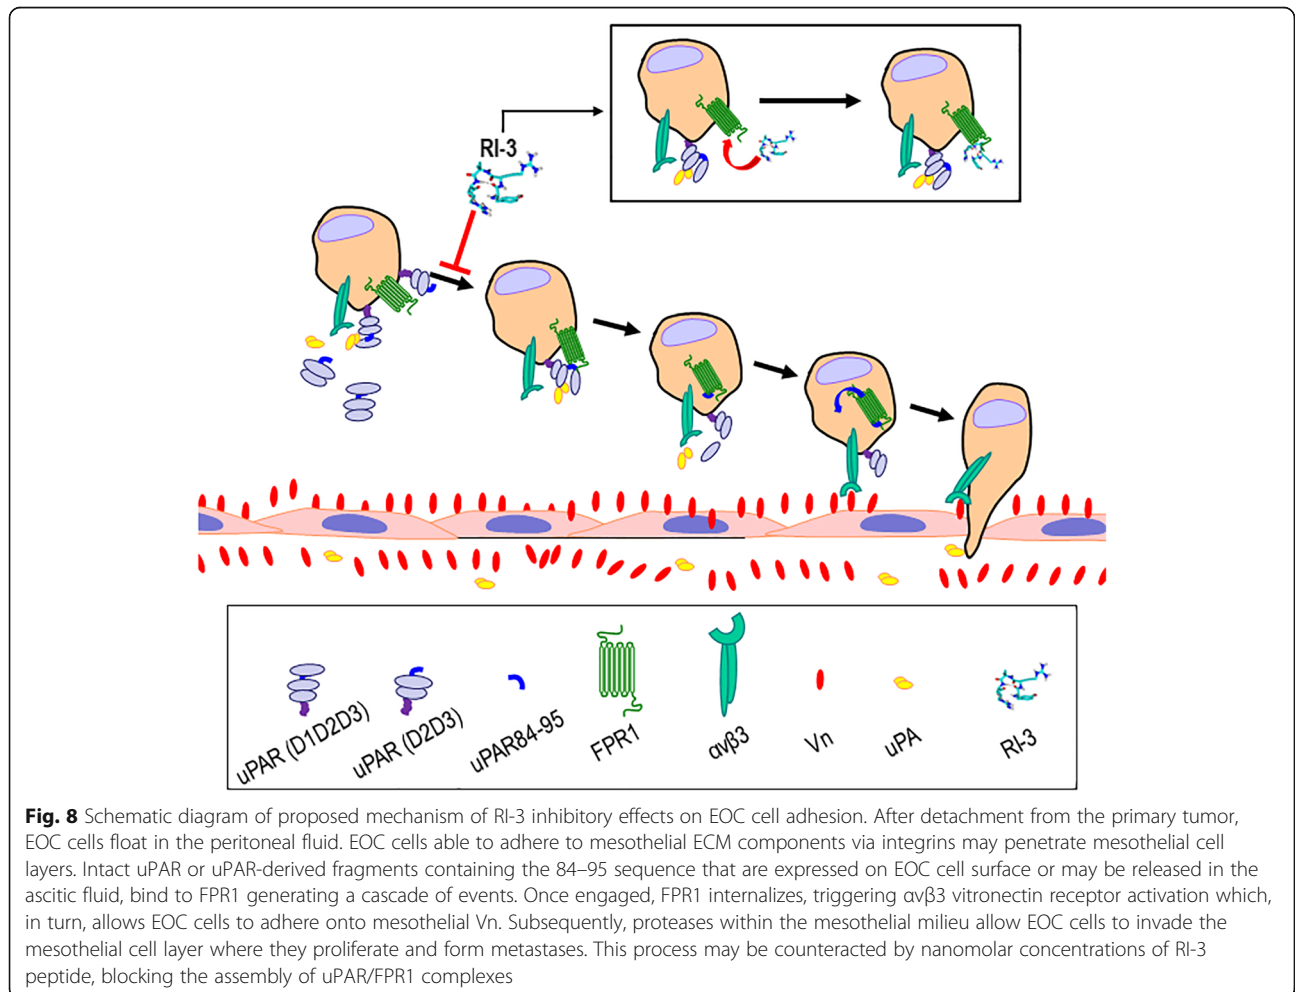 RI-3
uPAR (D1D2D3)
uPAR (D2D3)
uPAR84-95
FPR1
αvβ3
Vn
uPA
RI-3
Fig. 8 Schematic diagram of proposed mechanism of RI-3 inhibitory effects on EOC cell adhesion. After detachment from the primary tumor,
EOC cells float in the peritoneal fluid. EOC cells able to adhere to mesothelial ECM components via integrins may penetrate mesothelial cell
layers. Intact uPAR or uPAR-derived fragments containing the 84–95 sequence that are expressed on EOC cell surface or may be released in the
ascitic fluid, bind to FPR1 generating a cascade of events. Once engaged, FPR1 internalizes, triggering αvβ3 vitronectin receptor activation which,
in turn, allows EOC cells to adhere onto mesothelial Vn. Subsequently, proteases within the mesothelial milieu allow EOC cells to invade the
mesothelial cell layer where they proliferate and form metastases. This process may be counteracted by nanomolar concentrations of RI-3
peptide, blocking the assembly of uPAR/FPR1 complexes